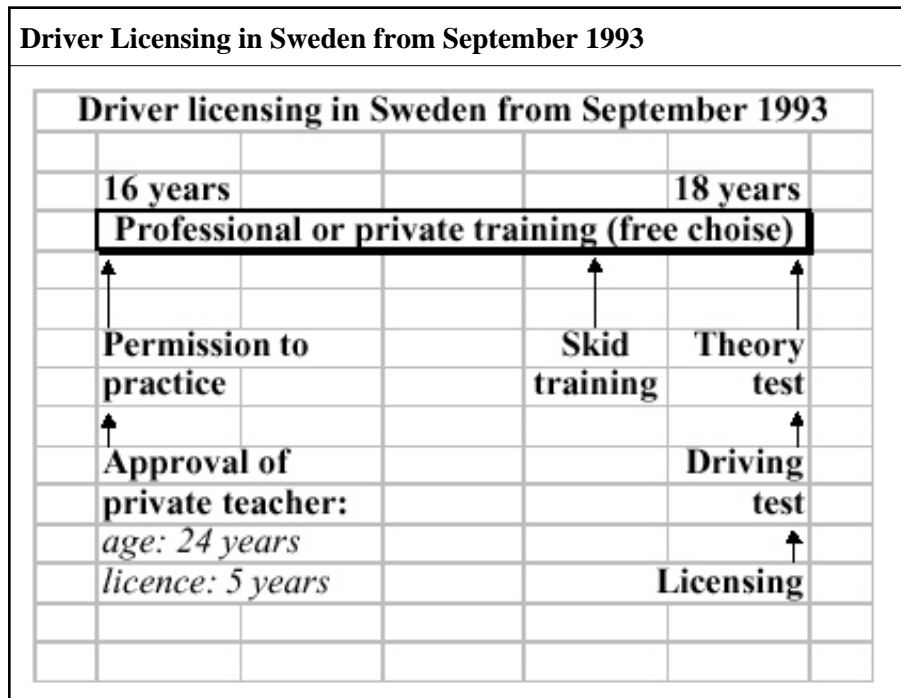 Driver Licensing in Sweden from September 1993
Driver licensing in Sweden from September 1993
16 years 18 years
Professional or private training (free choise)
Permission to practice
Skid training
Theory test
Approval of private teacher:
age: 24 years
licence: 5 years
Driving test
Licensing